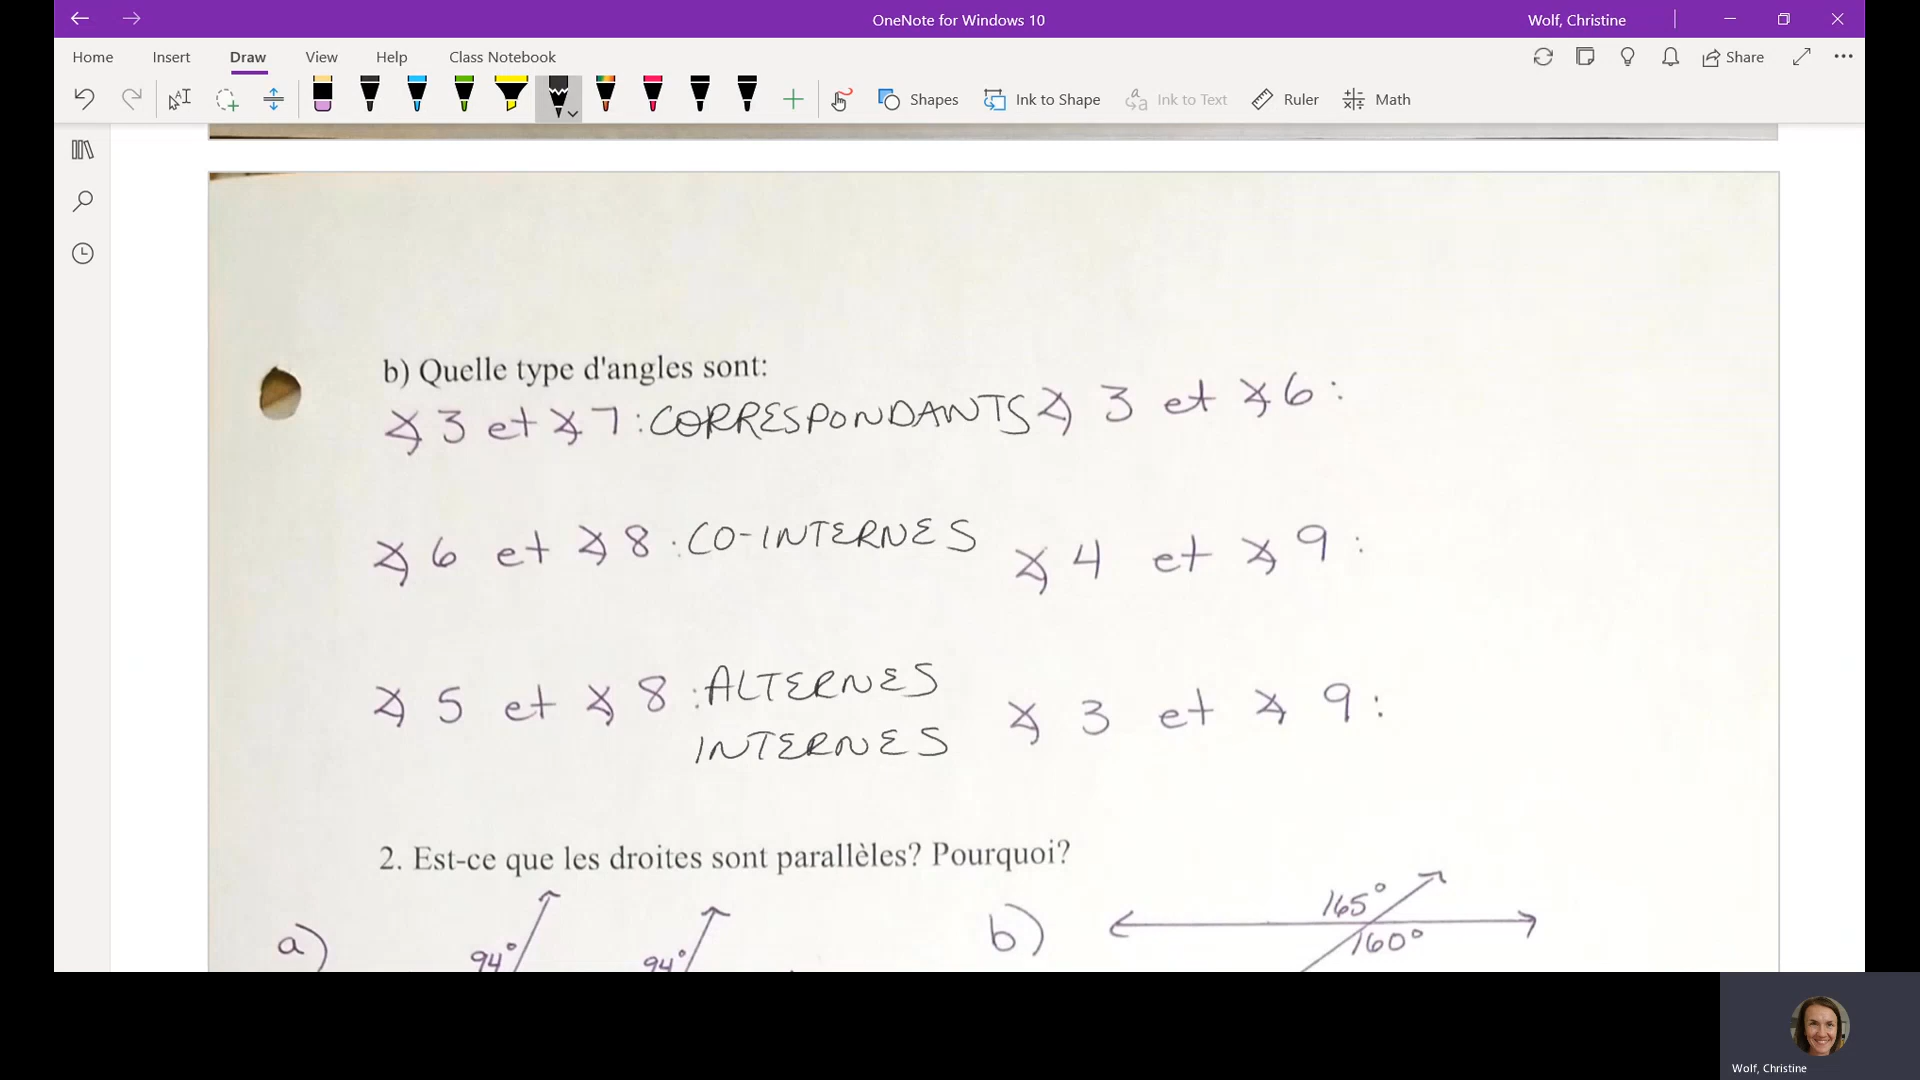 OneNote for Windows 10
Wolf, Christine
Home Insert Draw View Help Class Notebook
Share
Shapes Ink to Shape Ink to Text Ruler Math
b) Quelle type d'angles sont:
∡3 et ∡7: CORRESPONDANTS
∡3 et ∡6:
∡6 et ∡8: CO-INTERNES
∡4 et ∡9:
∡5 et ∡8: ALTERNES
INTERNES
∡3 et ∡9:
2. Est-ce que les droites sont parallèles? Pourquoi?
a)
94°
94°
b)
165°
160°
Wolf, Christine